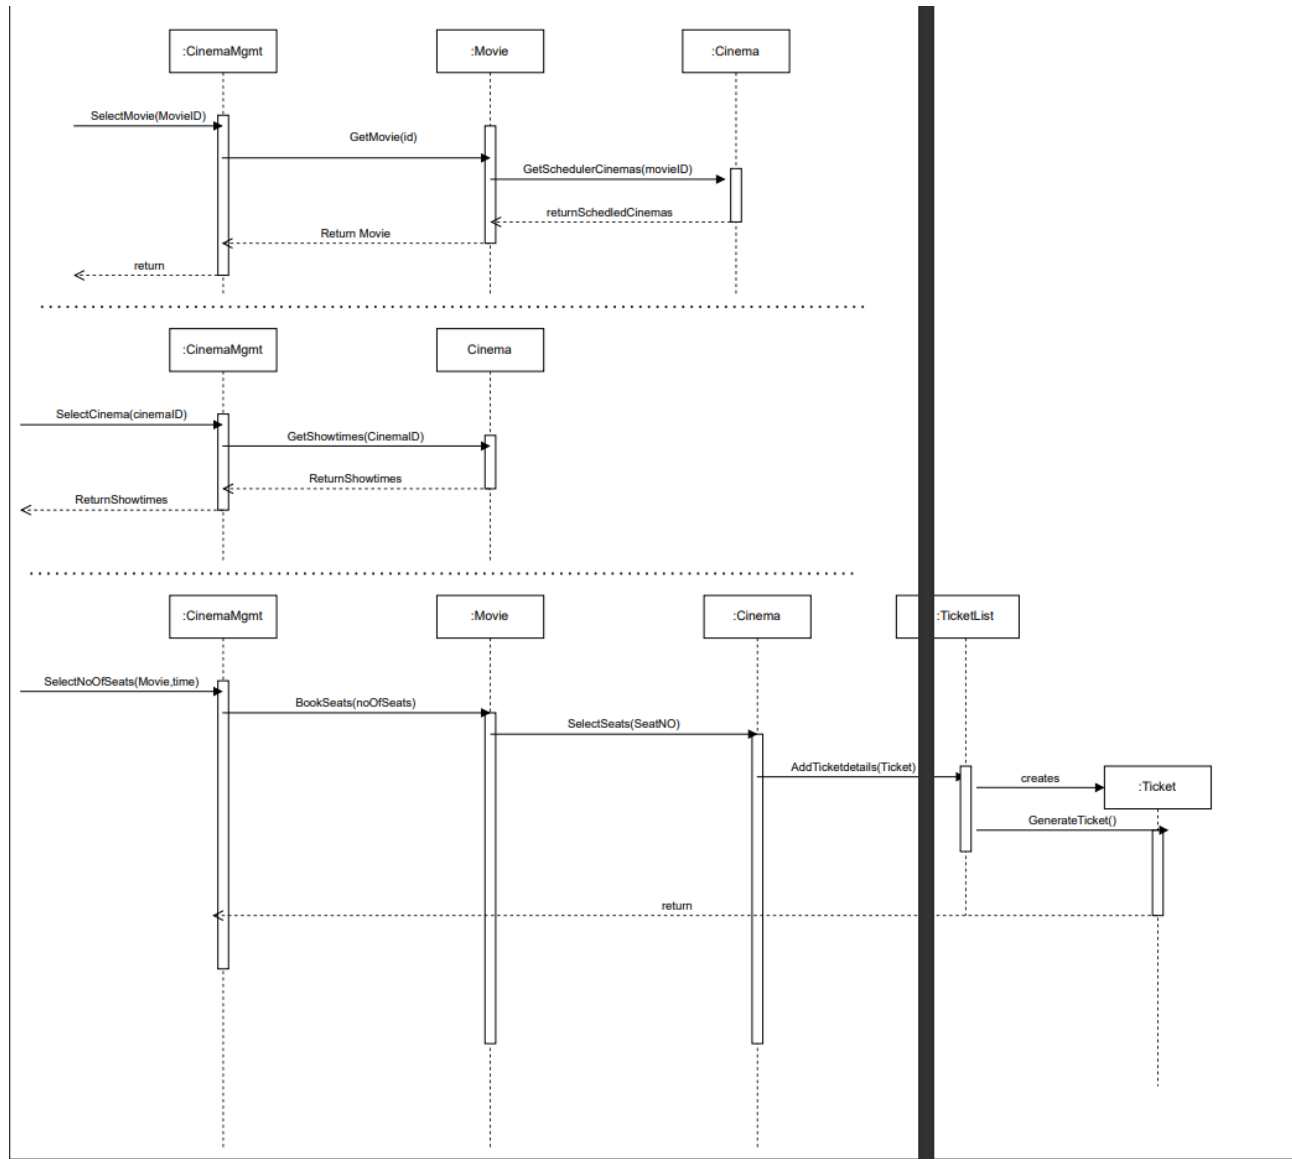 :CinemaMgmt
:Movie
:Cinema
SelectMovie(MovieID)
GetMovie(id)
GetSchedulerCinemas(movieID)
returnSchedledCinemas
Return Movie
return
:CinemaMgmt
Cinema
SelectCinema(cinemaID)
GetShowtimes(CinemaID)
ReturnShowtimes
ReturnShowtimes
:CinemaMgmt
:Movie
:Cinema
:TicketList
SelectNoOfSeats(Movie,time)
BookSeats(noOfSeats)
SelectSeats(SeatNO)
AddTicketdetails(Ticket)
creates
:Ticket
GenerateTicket()
return